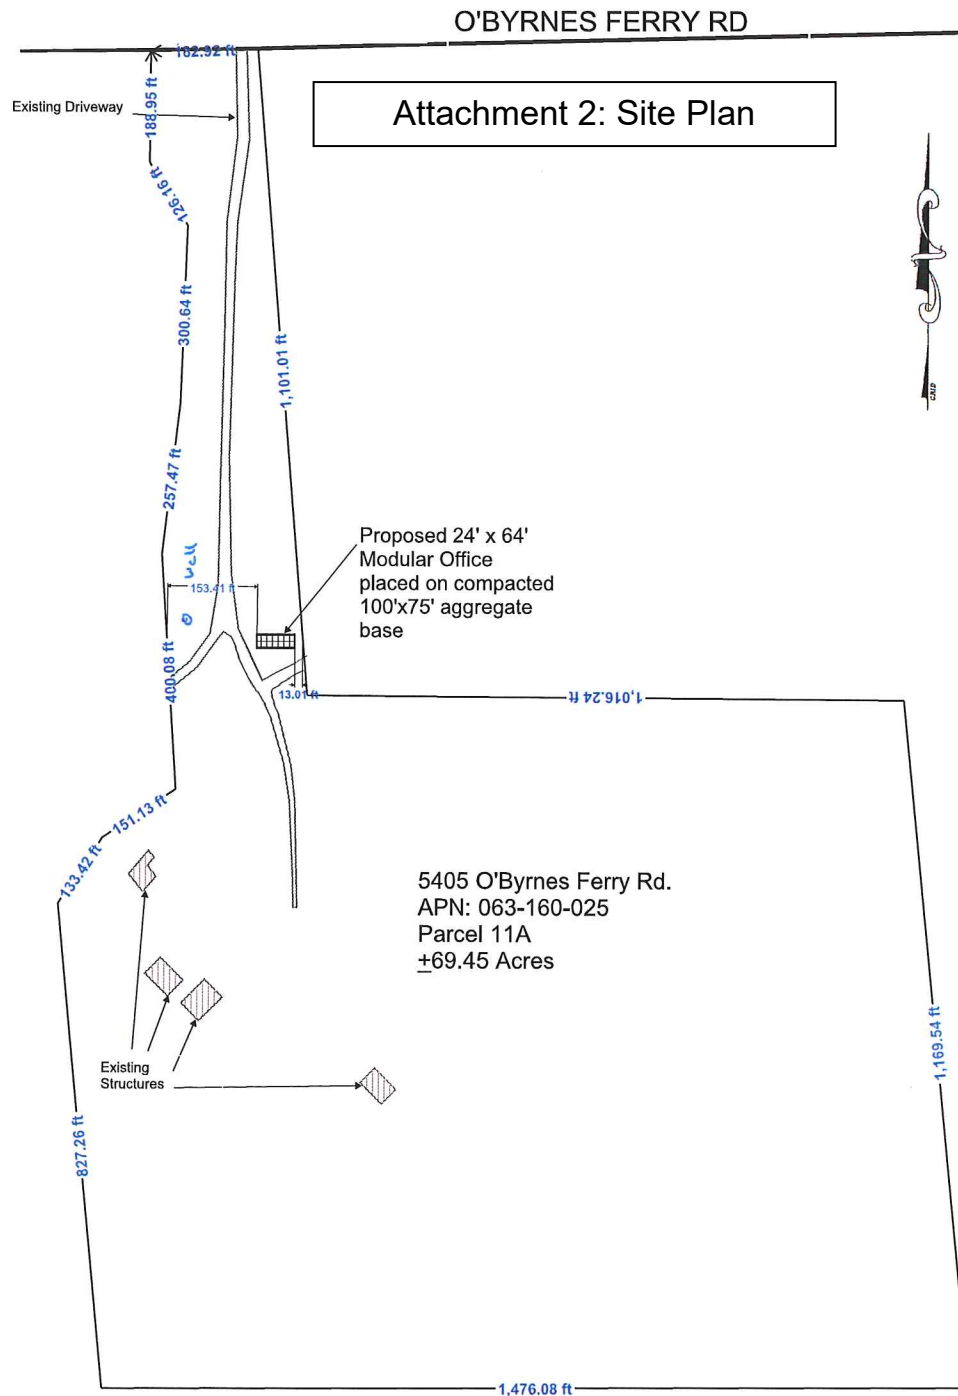 O'BYRNES FERRY RD
162.92 ft
Attachment 2: Site Plan
Existing Driveway
188.95 ft
126.16 ft
300.64 ft
1,101.01 ft
GRID
257.47 ft
Proposed 24' x 64'
Modular Office
placed on compacted
100'x75' aggregate
base
well
153.41 ft
400.08 ft
13.01 ft
1,016.24 ft
151.13 ft
133.42 ft
5405 O'Byrnes Ferry Rd.
APN: 063-160-025
Parcel 11A
+69.45 Acres
1,169.54 ft
Existing
Structures
827.26 ft
1,476.08 ft